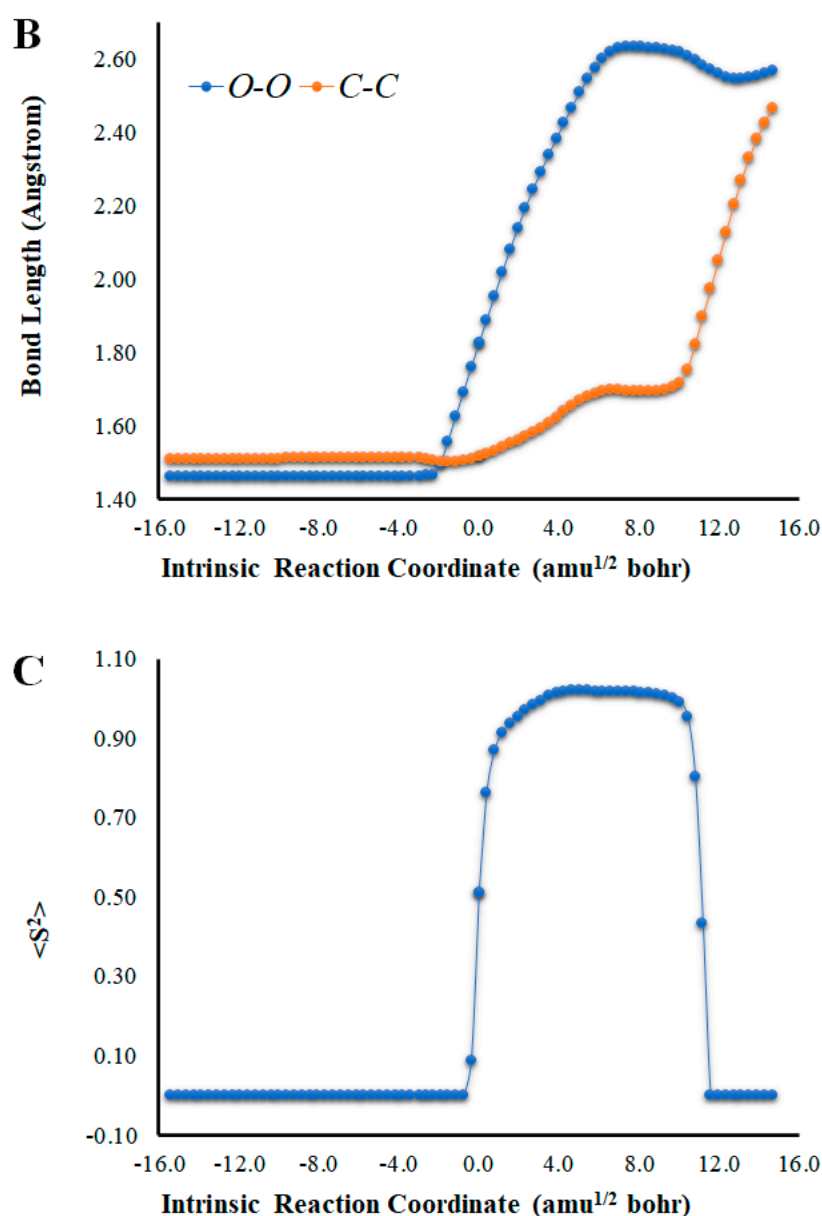 B
2.60
2.40
2.20
2.00
1.80
1.60
1.40
Bond Length (Angstrom)
O-O C-C
-16.0 -12.0 -8.0 -4.0 0.0 4.0 8.0 12.0 16.0
Intrinsic Reaction Coordinate (amu1/2 bohr)
C
1.10
0.90
0.70
0.50
0.30
0.10
-0.10
<S2>
-16.0 -12.0 -8.0 -4.0 0.0 4.0 8.0 12.0 16.0
Intrinsic Reaction Coordinate (amu1/2 bohr)